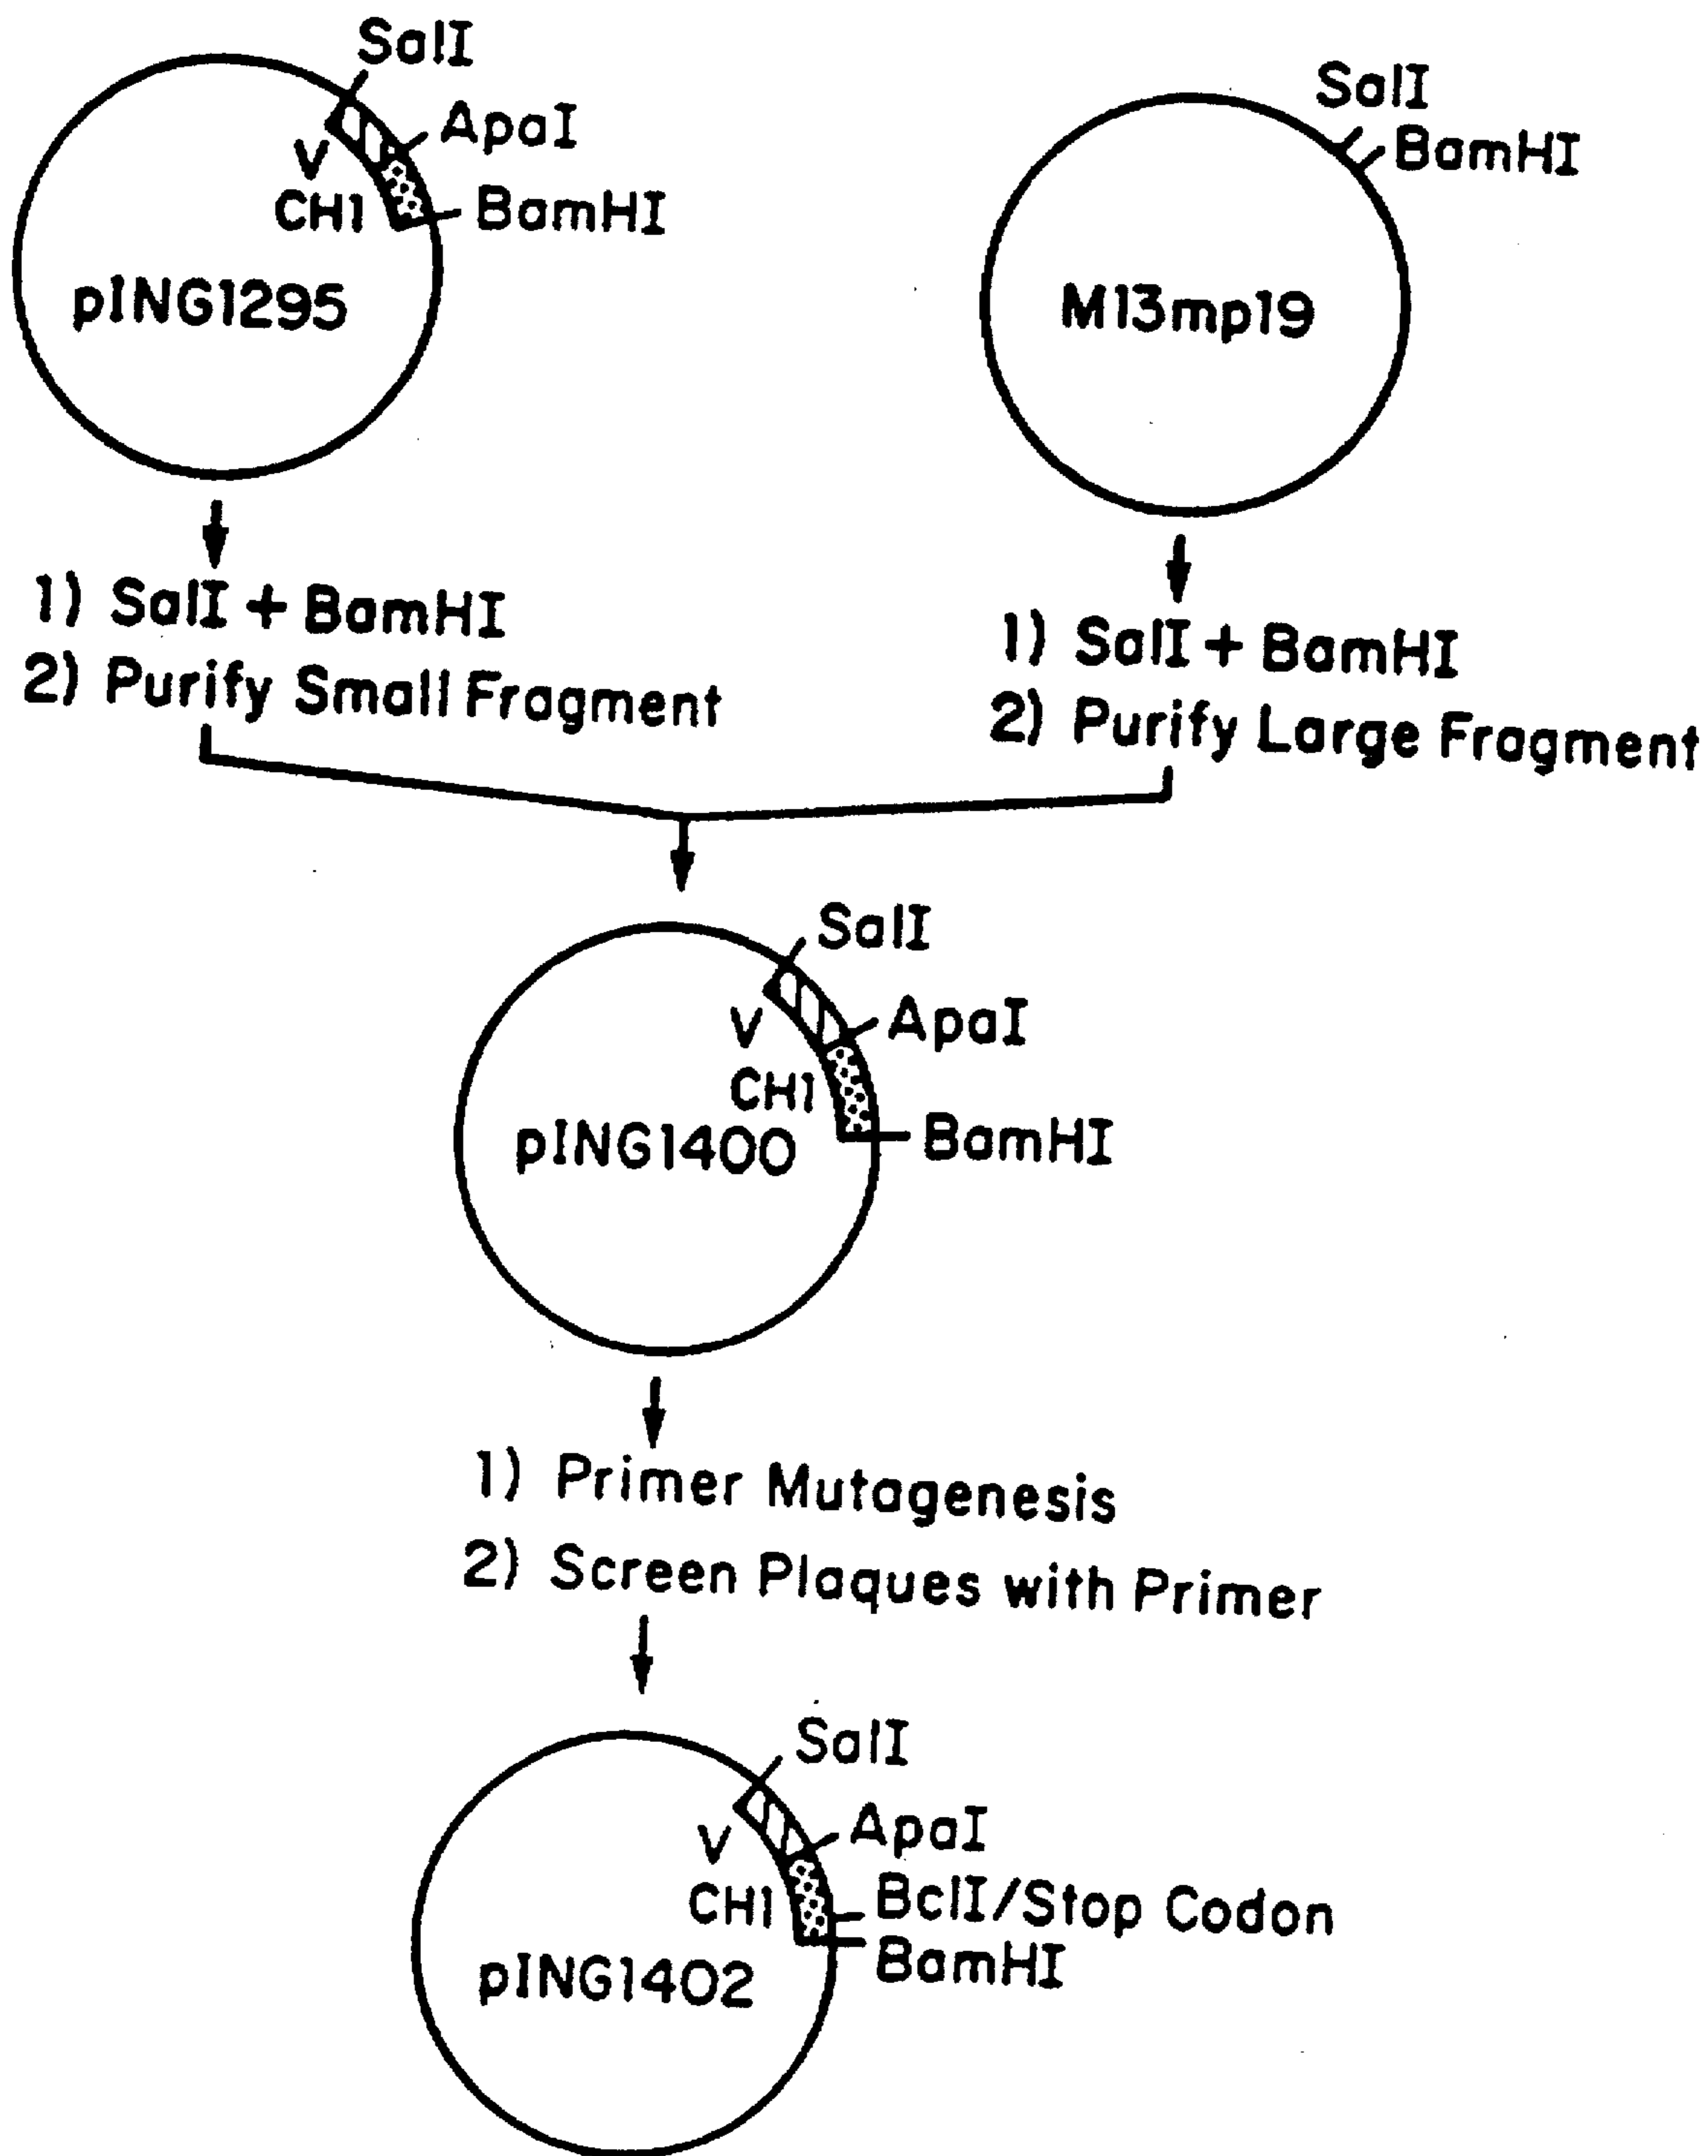 SalI
ApaI
V
CH1
BamHI
pING1295
SalI
BamHI
M13mp19
1) SalI + BamHI
2) Purify Small Fragment
1) SalI + BamHI
2) Purify Large Fragment
SalI
ApaI
V
CH1
BamHI
pING1400
1) Primer Mutagenesis
2) Screen Plaques with Primer
SalI
ApaI
V
CH1
BclI/Stop Codon
BamHI
pING1402